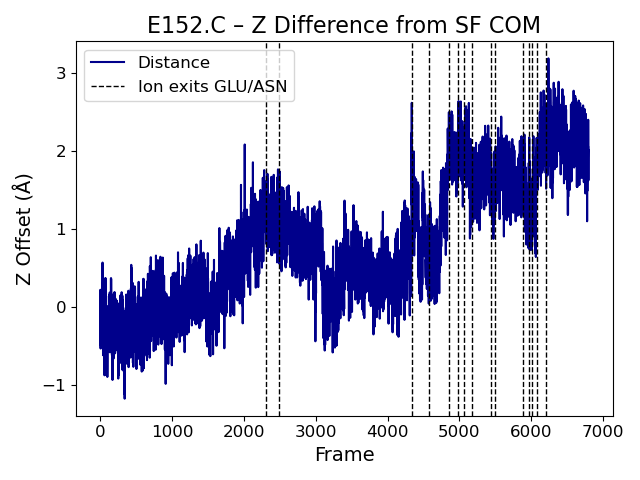 E152.C – Z Difference from SF COM
Distance
Ion exits GLU/ASN
Z Offset (Å)
3
2
1
0
−1
0 1000 2000 3000 4000 5000 6000 7000
Frame